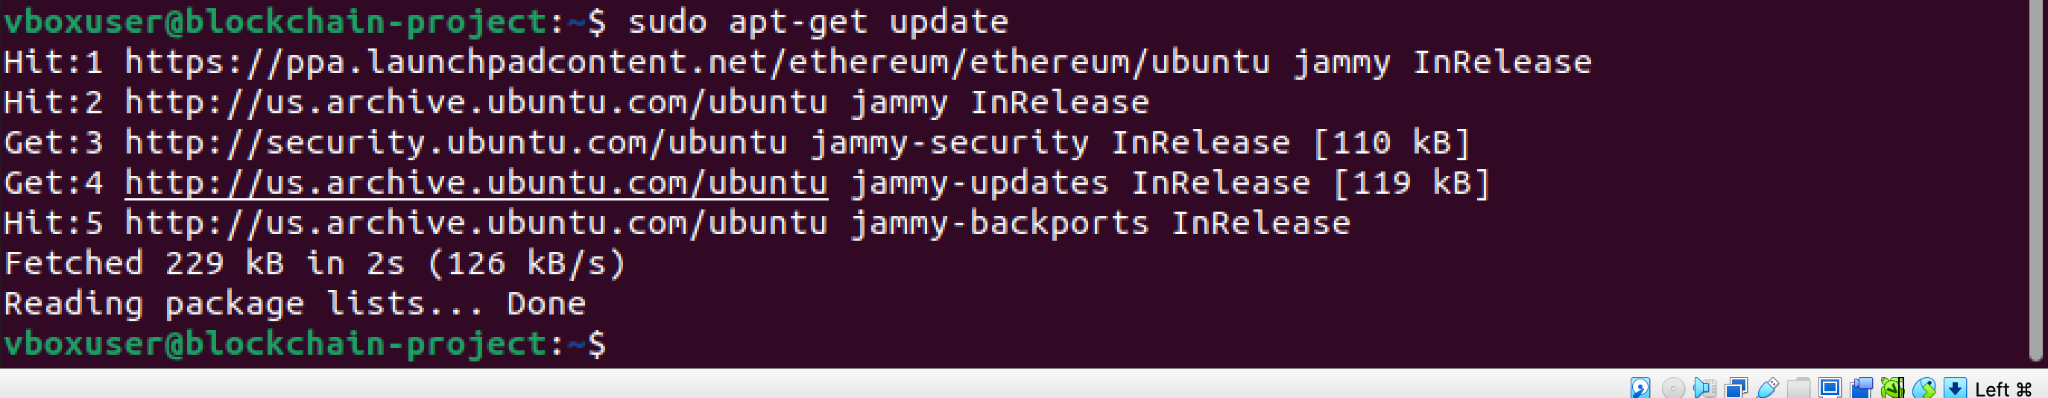 vboxuser@blockchain-project:~$ sudo apt-get update
Hit:1 https://ppa.launchpadcontent.net/ethereum/ethereum/ubuntu jammy InRelease
Hit:2 http://us.archive.ubuntu.com/ubuntu jammy InRelease
Get:3 http://security.ubuntu.com/ubuntu jammy-security InRelease [110 kB]
Get:4 http://us.archive.ubuntu.com/ubuntu jammy-updates InRelease [119 kB]
Hit:5 http://us.archive.ubuntu.com/ubuntu jammy-backports InRelease
Fetched 229 kB in 2s (126 kB/s)
Reading package lists... Done
vboxuser@blockchain-project:~$
Left ⌘